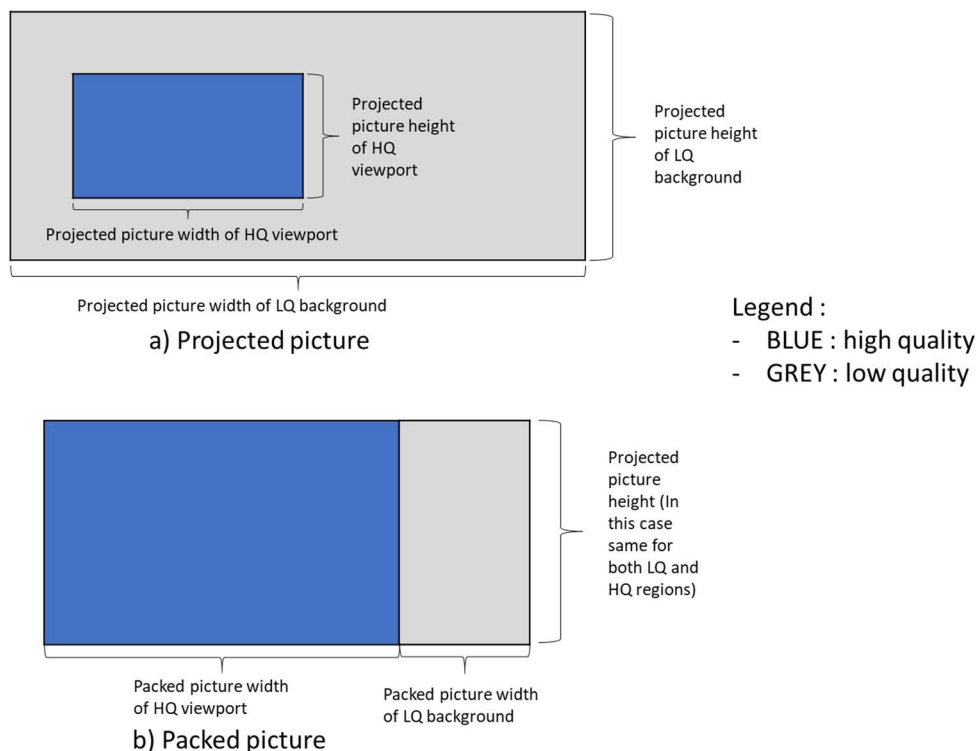 Projected
picture height
of HQ
viewport
Projected
picture height
of LQ
background
Projected picture width of HQ viewport
Projected picture width of LQ background
a) Projected picture
Legend :
- BLUE : high quality
- GREY : low quality
Projected
picture
height (In
this case
same for
both LQ and
HQ regions)
Packed picture width
of HQ viewport
Packed picture width
of LQ background
b) Packed picture